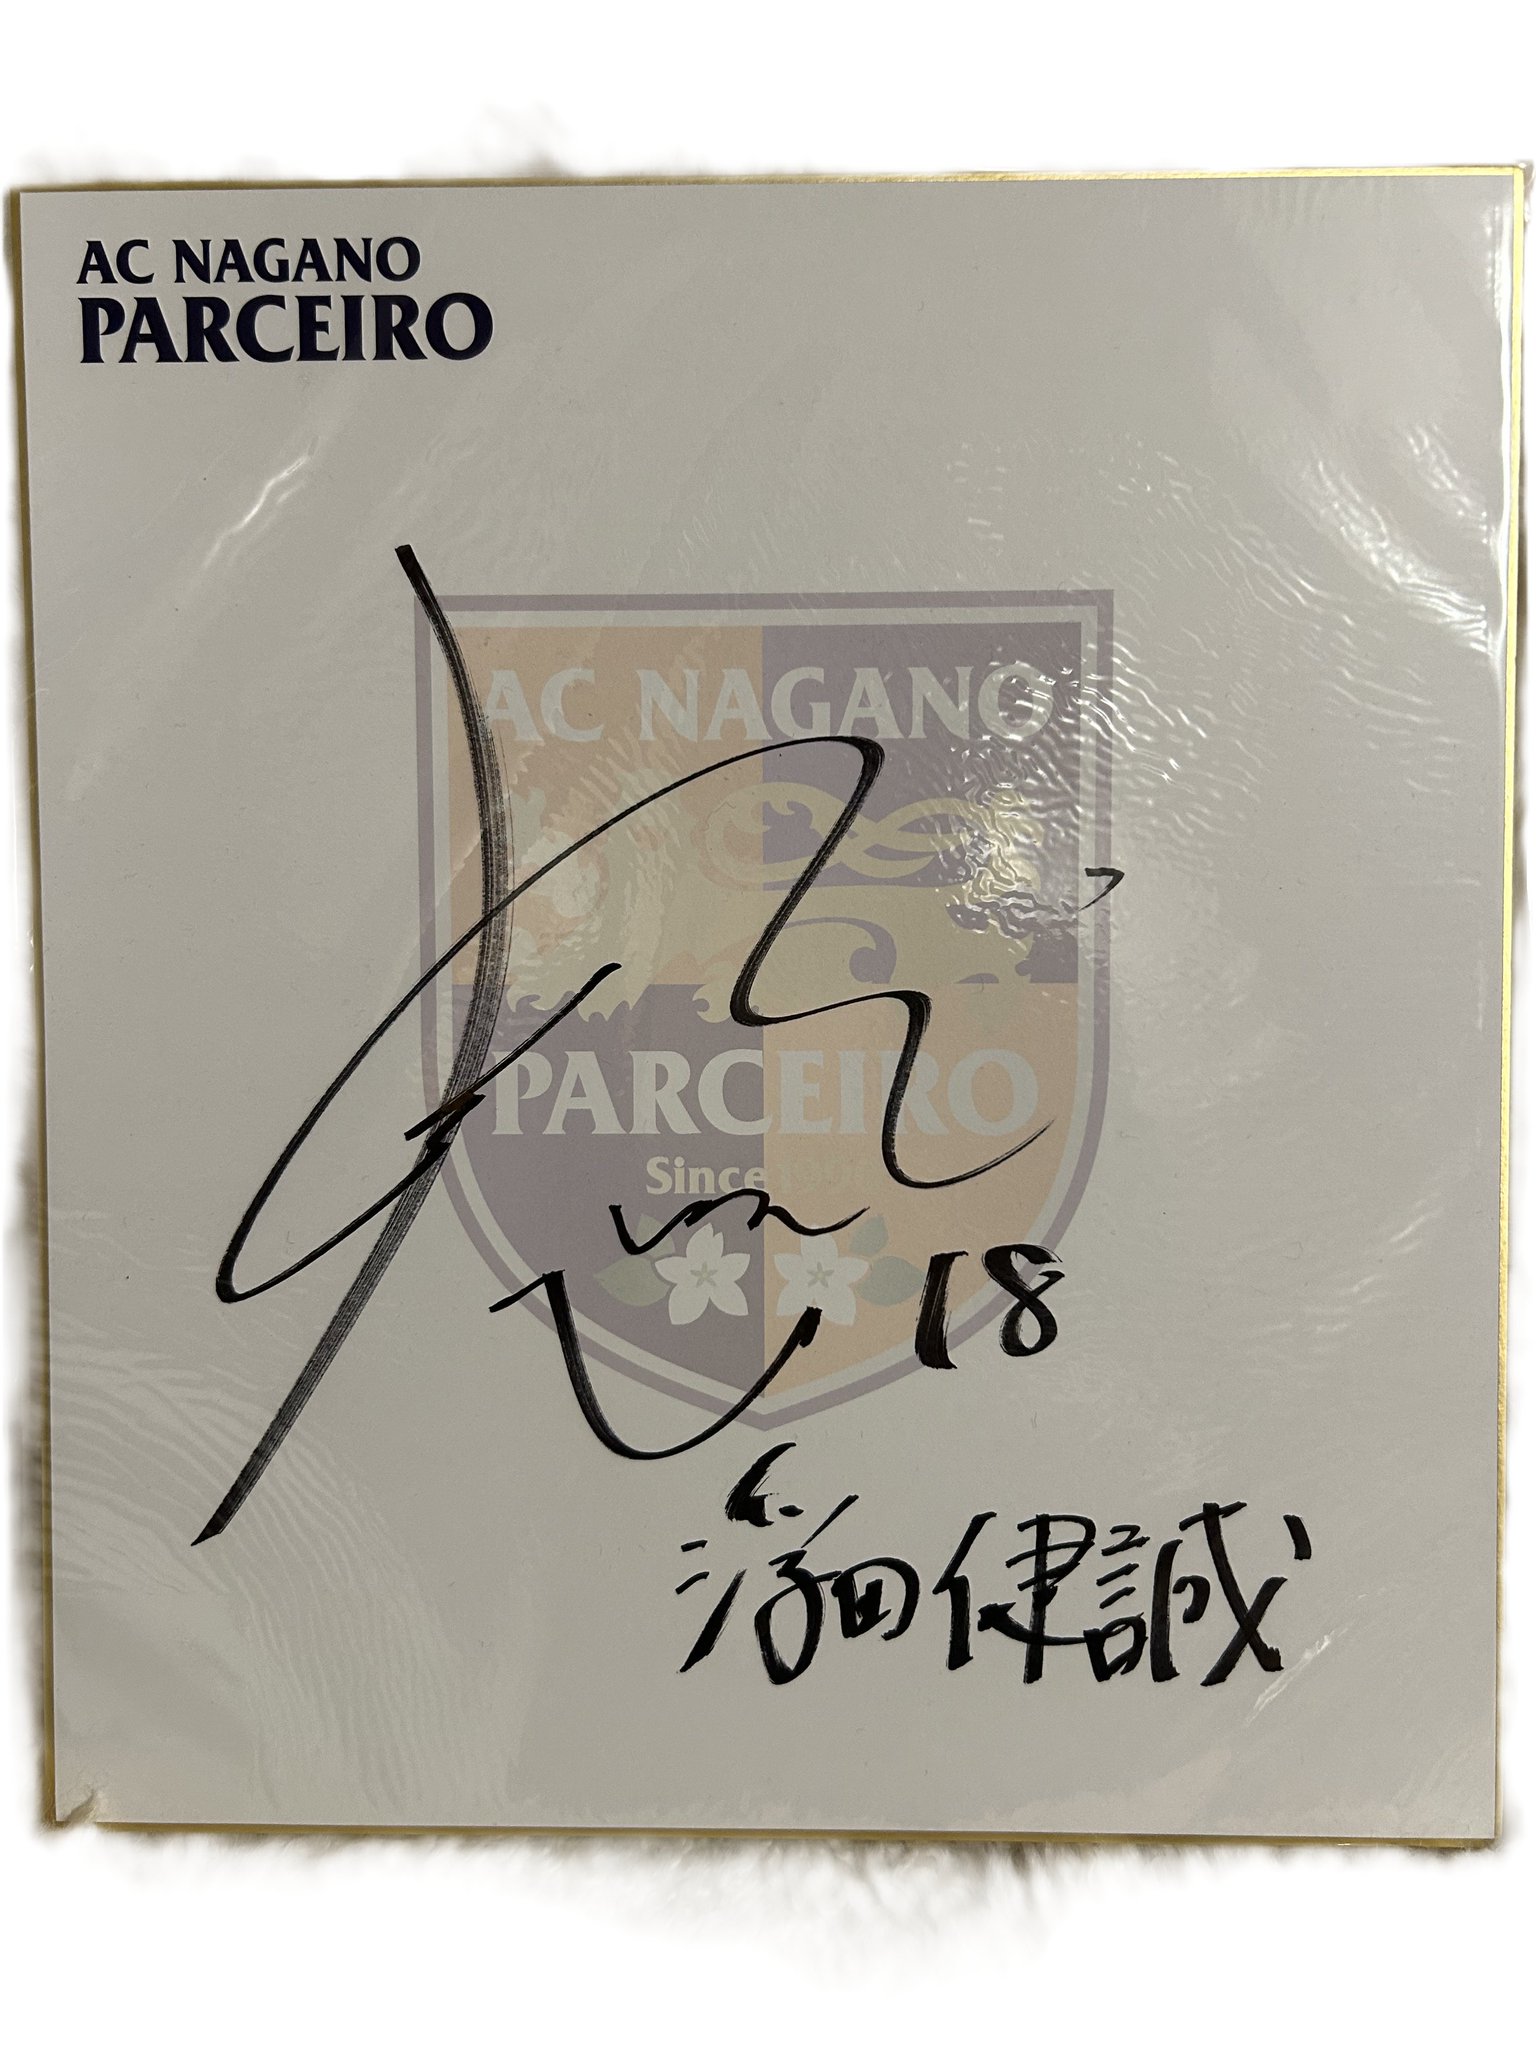 AC NAGANO
PARCEIRO
AC NAGANO
PARCEIRO
Since
18
浮田健誠